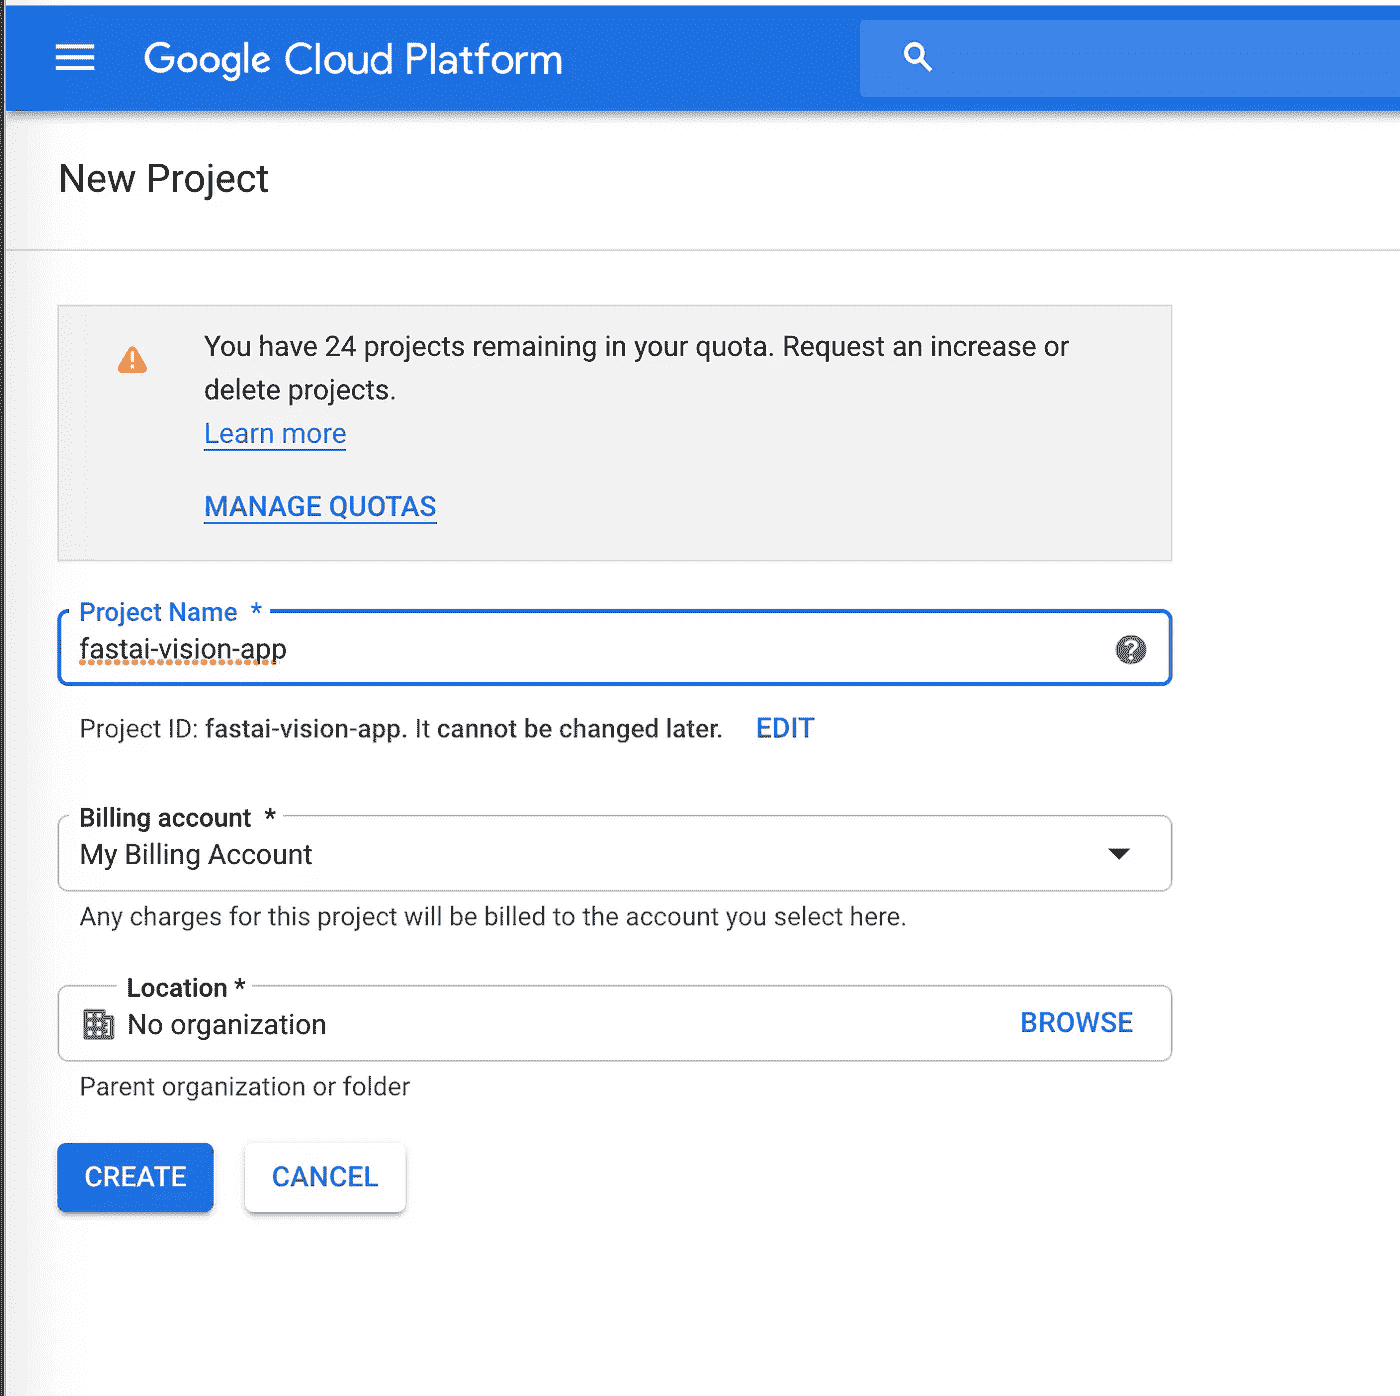 Google Cloud Platform
New Project
You have 24 projects remaining in your quota. Request an increase or
delete projects.
Learn more
MANAGE QUOTAS
Project Name *
fastai-vision-app
Project ID: fastai-vision-app. It cannot be changed later. EDIT
Billing account *
My Billing Account
Any charges for this project will be billed to the account you select here.
Location *
No organization BROWSE
Parent organization or folder
CREATE CANCEL